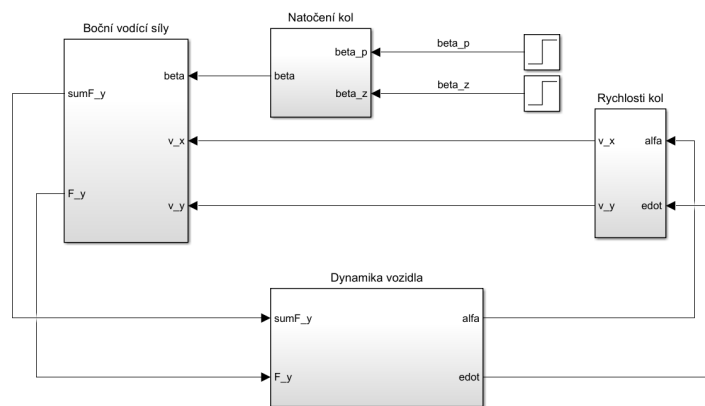 Natočení kol
Boční vodící síly
beta_p
beta_p
beta
beta
sumF_y
beta_z
beta_z
Rychlosti kol
v_x
v_x
alfa
F_y
v_y
v_y
edot
Dynamika vozidla
sumF_y
alfa
F_y
edot